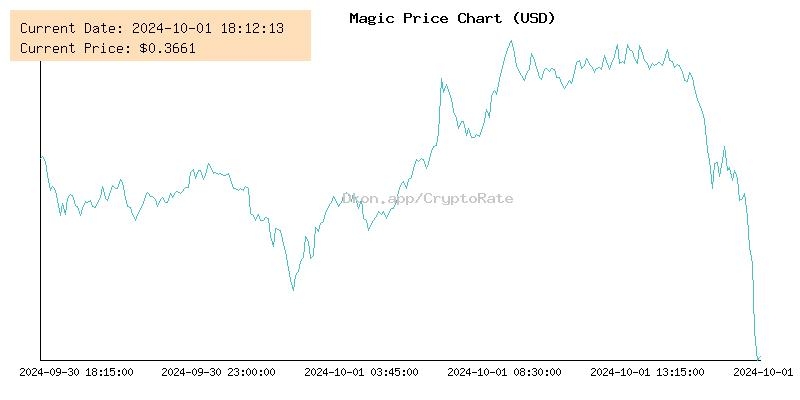 Magic Price Chart (USD)
Current Date: 2024-10-01 18:12:13
Current Price: $0.3661
Dkon.app/CryptoRate
2024-09-30 18:15:00 2024-09-30 23:00:00 2024-10-01 03:45:00 2024-10-01 08:30:00 2024-10-01 13:15:00 2024-10-01